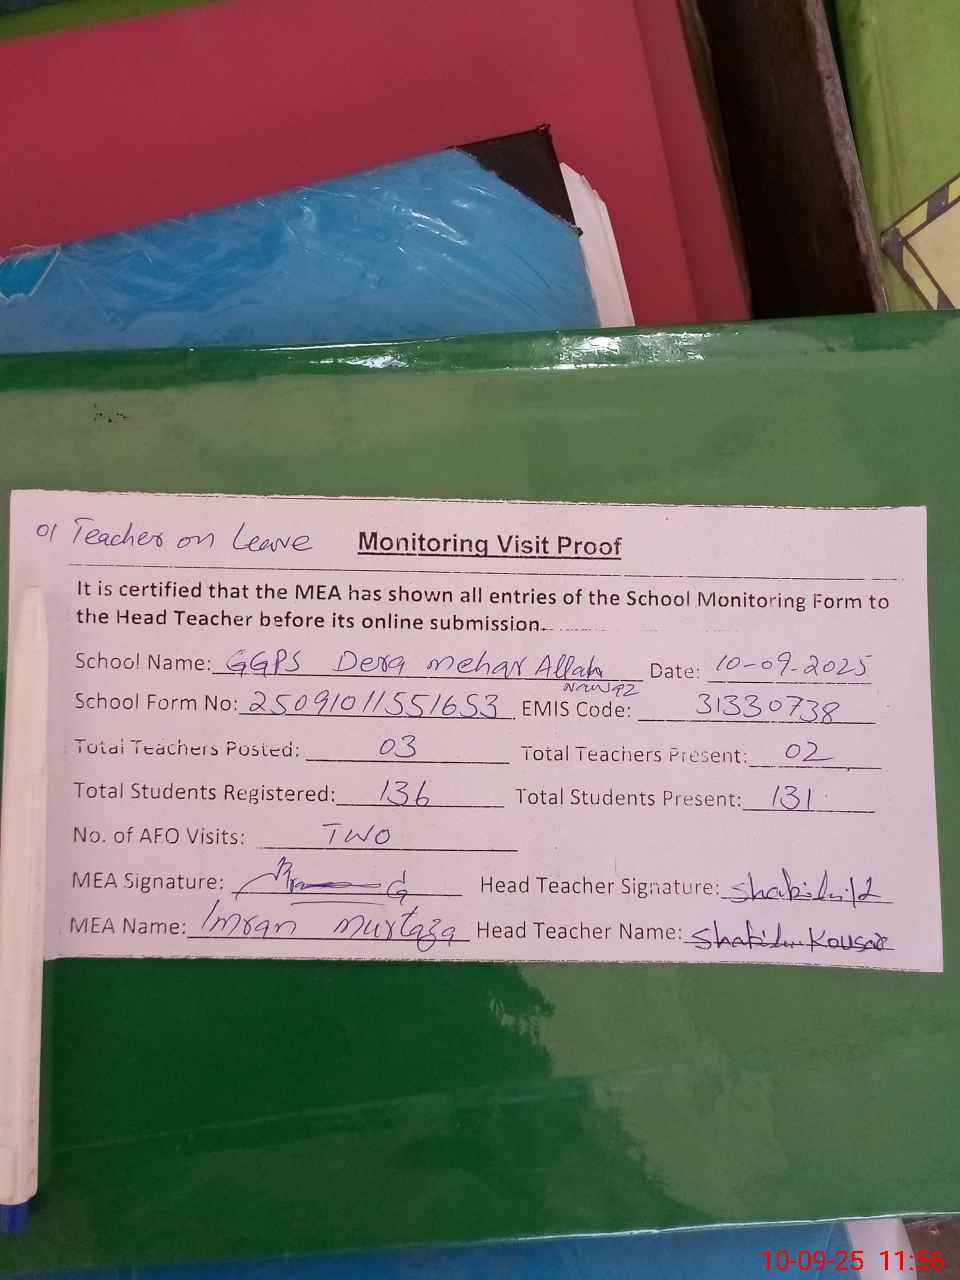 01 Teacher on Leave Monitoring Visit Proof
It is certified that the MEA has shown all entries of the School Monitoring Form to
the Head Teacher before its online submission.
School Name: GGPS Dera Mehar Allah Date: 10-09-2025
Nawaz
School Form No: 2509101155 1653 EMIS Code: 31330738
Total Teachers Posted: 03 Total Teachers Present: 02
Total Students Registered: 136 Total Students Present: 131
No. of AEO Visits: TWO
MEA Signature: Head Teacher Signature:
MEA Name: Imran Murtaza Head Teacher Name: Kousar
10-09-25 11:56